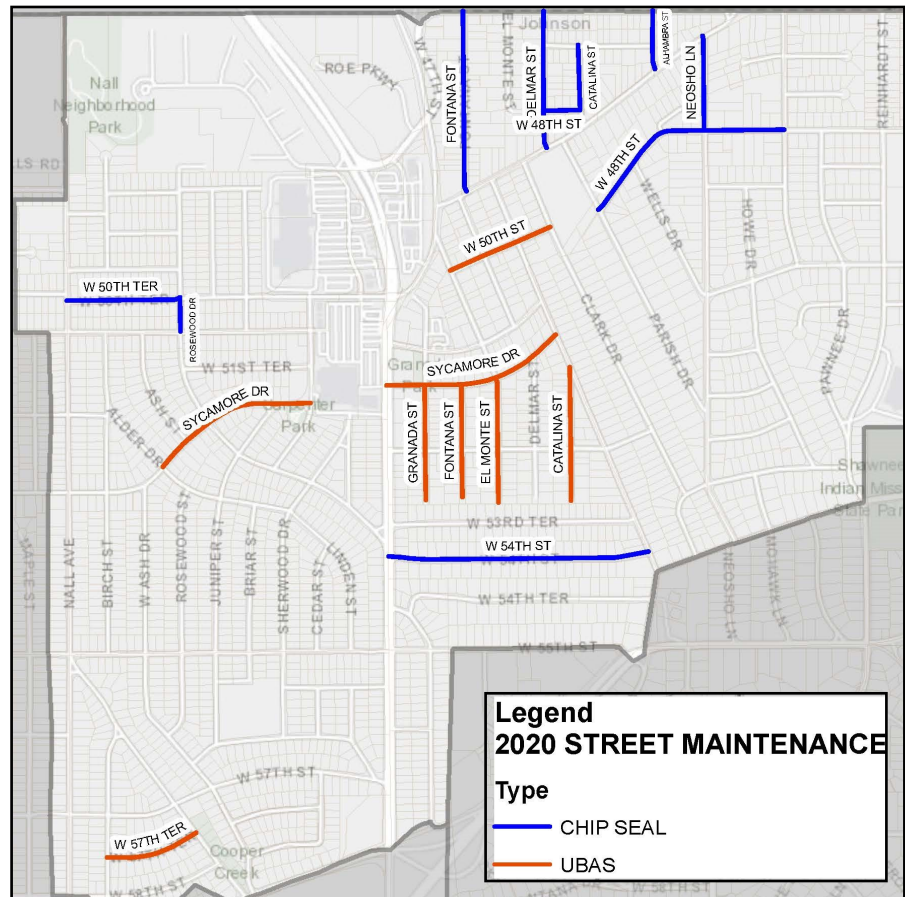 Johnson
Nall
Neighborhood
Park
ROE PKWY
W 47TH ST
FONTANA ST
EL MONTE ST
DELMAR ST
CATALINA ST
W 48TH ST
ALHAMBRA ST
NEOSHO LN
REINHARDT ST
W 48TH ST
WELLS DR
HOWE DR
W 50TH ST
W 50TH TER
ROSEWOOD DR
W 51ST TER
CLARK DR
PARISH DR
PAWNEE DR
SYCAMORE DR
SYCAMORE DR
Carpenter
Park
ASH ST
ALDER DR
GRANADA ST
FONTANA ST
EL MONTE ST
DELMAR ST
CATALINA ST
Shawnee
Indian Miss
State Par
W 53RD TER
W 54TH ST
W 54TH TER
W 55TH ST
MAPLE ST
NALL AVE
BIRCH ST
W ASH DR
ROSEWOOD ST
JUNIPER ST
BRIAR ST
SHERWOOD DR
CEDAR ST
LINDEN ST
NEOSHO LN
MOHAWK LN
W 57TH ST
W 57TH TER
Cooper
Creek
W 58TH ST
W 58TH ST
Legend
2020 STREET MAINTENANCE
Type
CHIP SEAL
UBAS